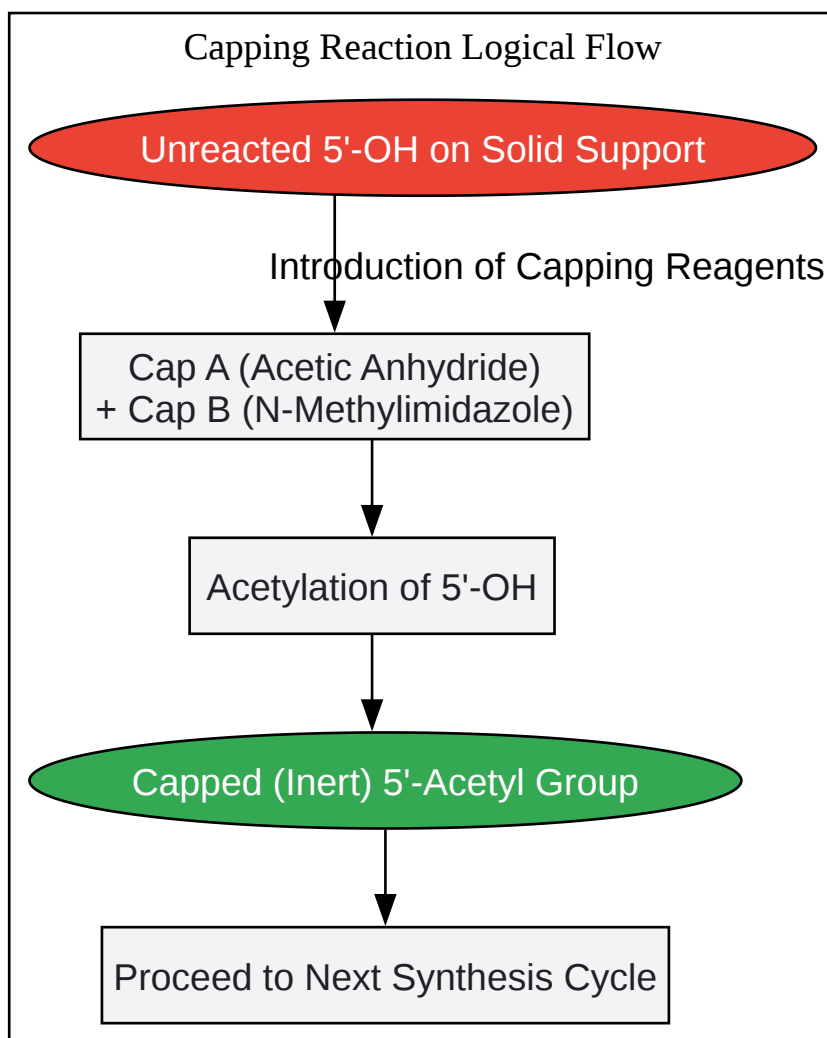 Capping Reaction Logical Flow
Unreacted 5'-OH on Solid Support
Introduction of Capping Reagents
Cap A (Acetic Anhydride)
+ Cap B (N-Methylimidazole)
Acetylation of 5'-OH
Capped (Inert) 5'-Acetyl Group
Proceed to Next Synthesis Cycle